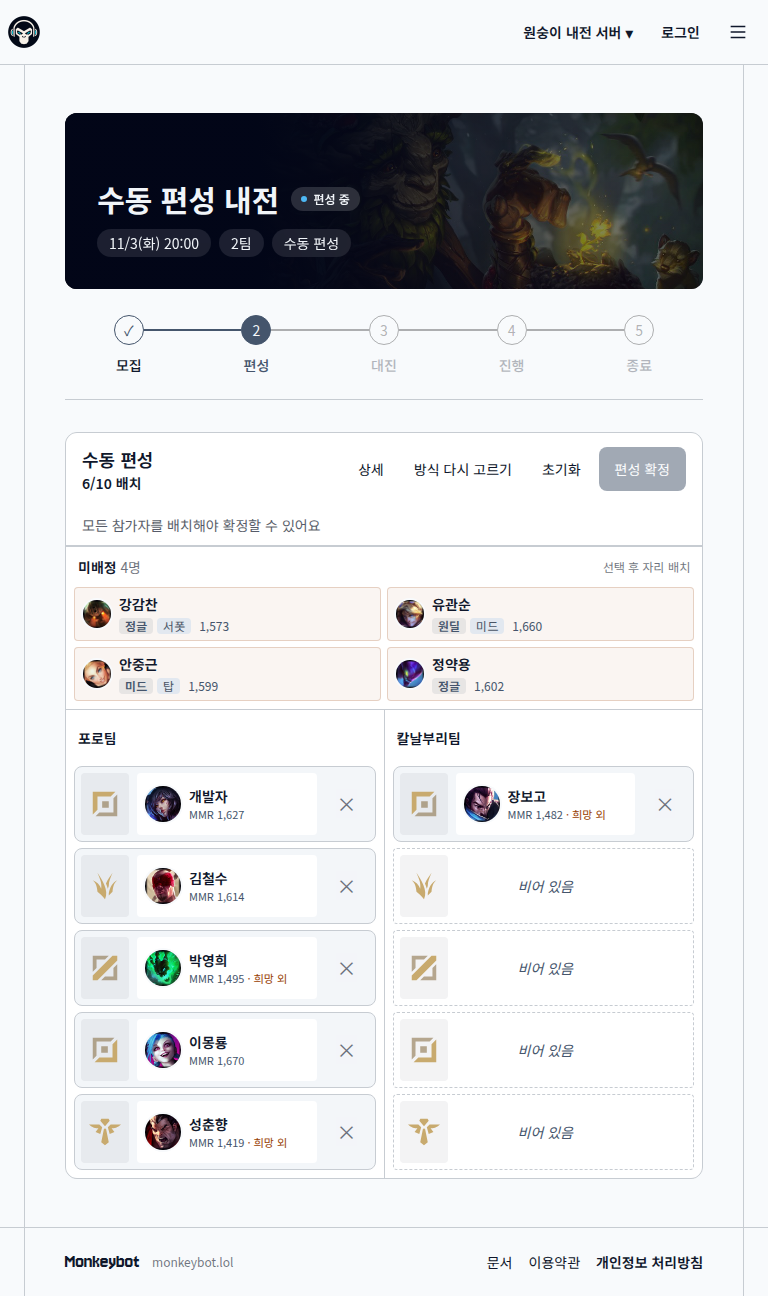 원숭이 내전 서버 ▾ 로그인
수동 편성 내전 편성 중
11/3(화) 20:00 2팀 수동 편성
✓ 2 3 4 5
모집 편성 대진 진행 종료
수동 편성
6/10 배치
상세 방식 다시 고르기 초기화 편성 확정
모든 참가자를 배치해야 확정할 수 있어요
미배정 4명 선택 후 자리 배치
강감찬
정글 서폿 1,573
유관순
원딜 미드 1,660
안중근
미드 탑 1,599
정약용
정글 1,602
포로팀
개발자
MMR 1,627
김철수
MMR 1,614
박영희
MMR 1,495 · 희망 외
이몽룡
MMR 1,670
성춘향
MMR 1,419 · 희망 외
칼날부리팀
장보고
MMR 1,482 · 희망 외
비어 있음
비어 있음
비어 있음
비어 있음
Monkeybot monkeybot.lol 문서 이용약관 개인정보 처리방침